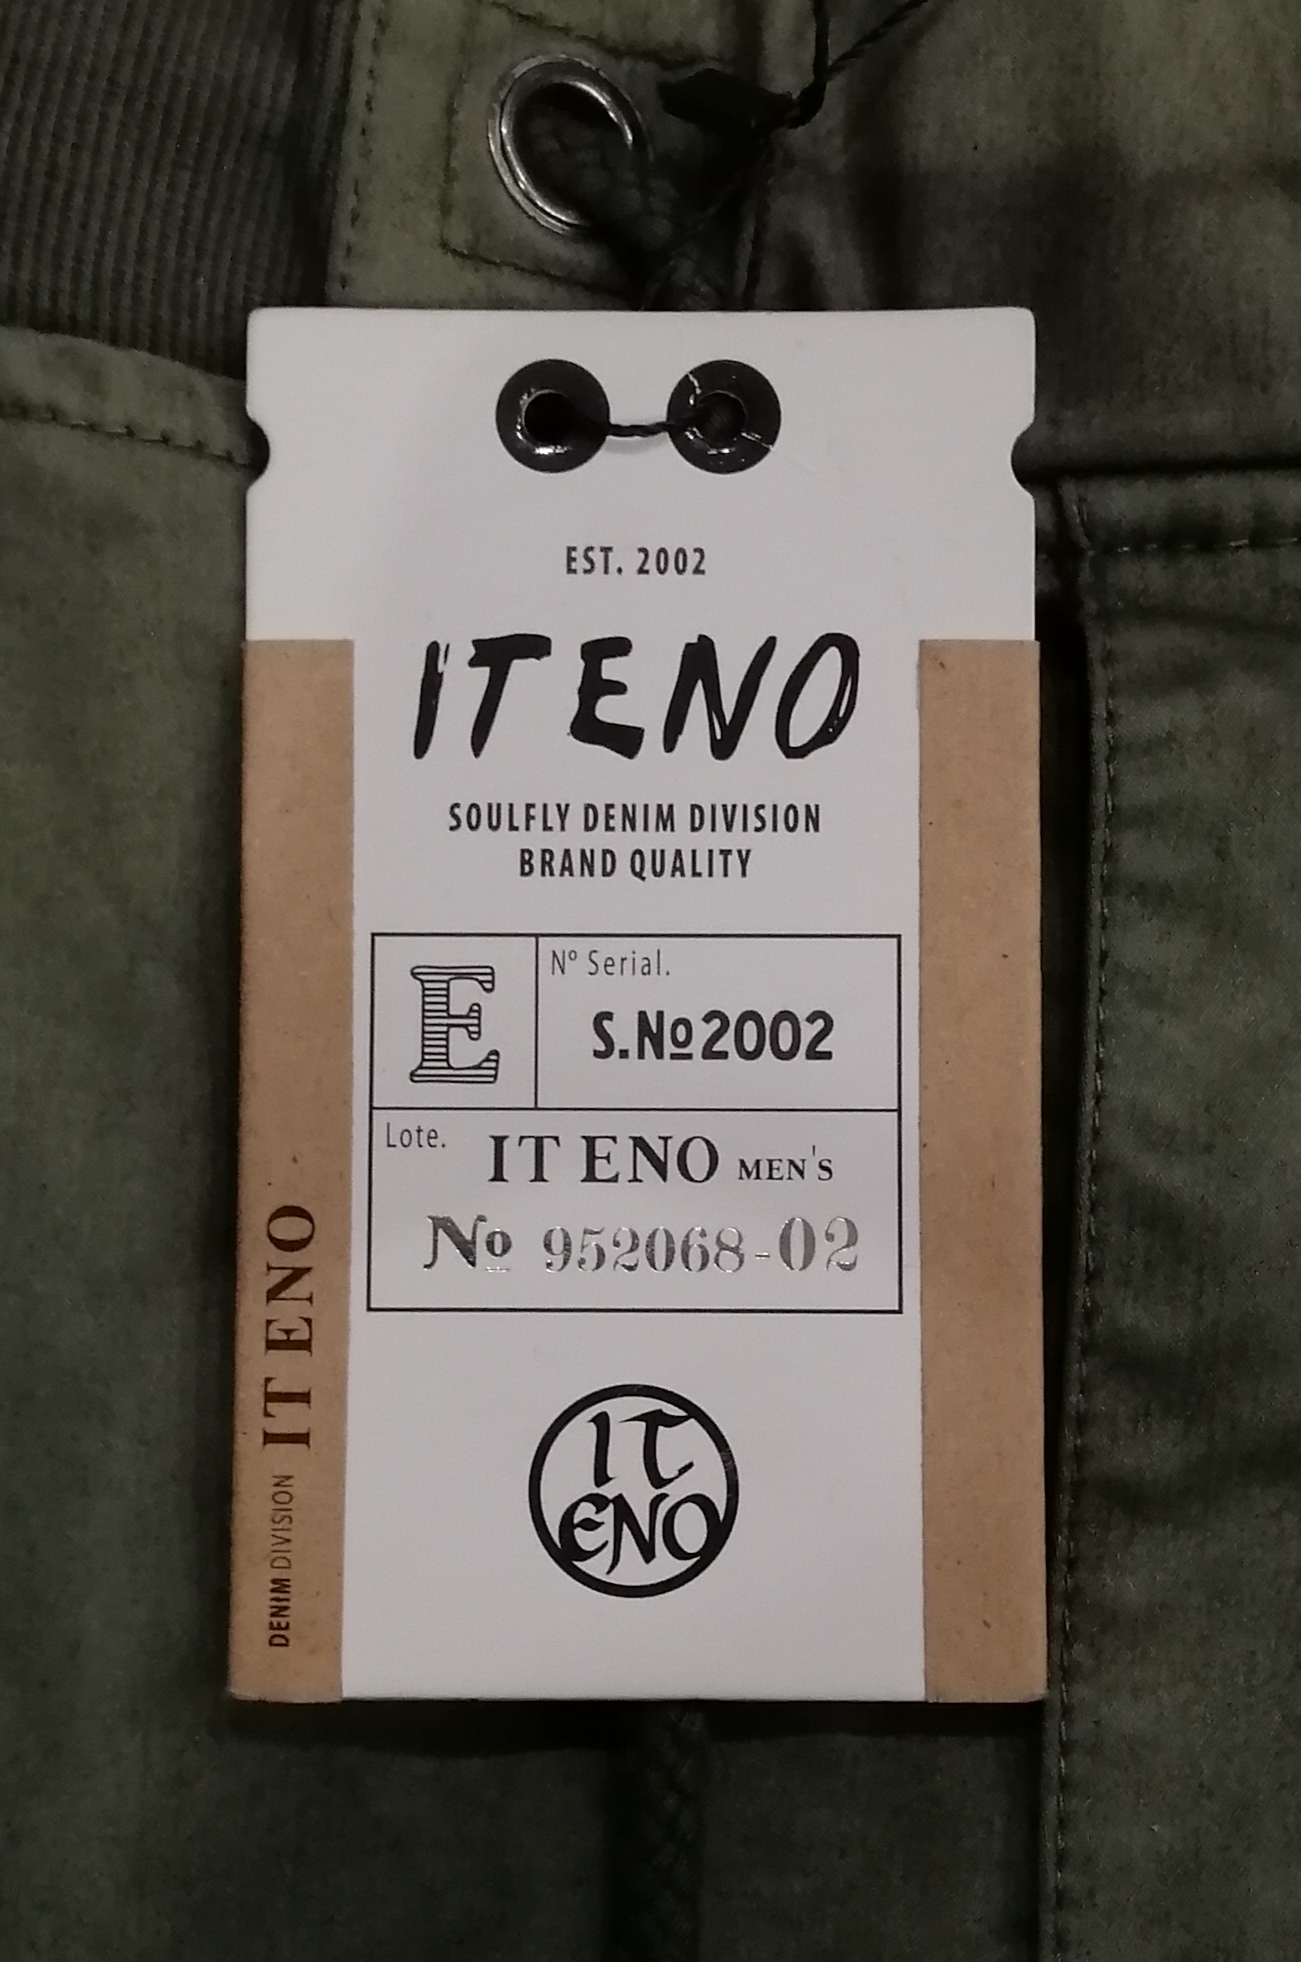 EST. 2002
ITENO
SOULFLY DENIM DIVISION
BRAND QUALITY
E
Nº Serial.
S.Nº2002
Lote.
IT ENO MEN'S
Nº 952068-02
IT
ENO
DENIM DIVISION IT ENO